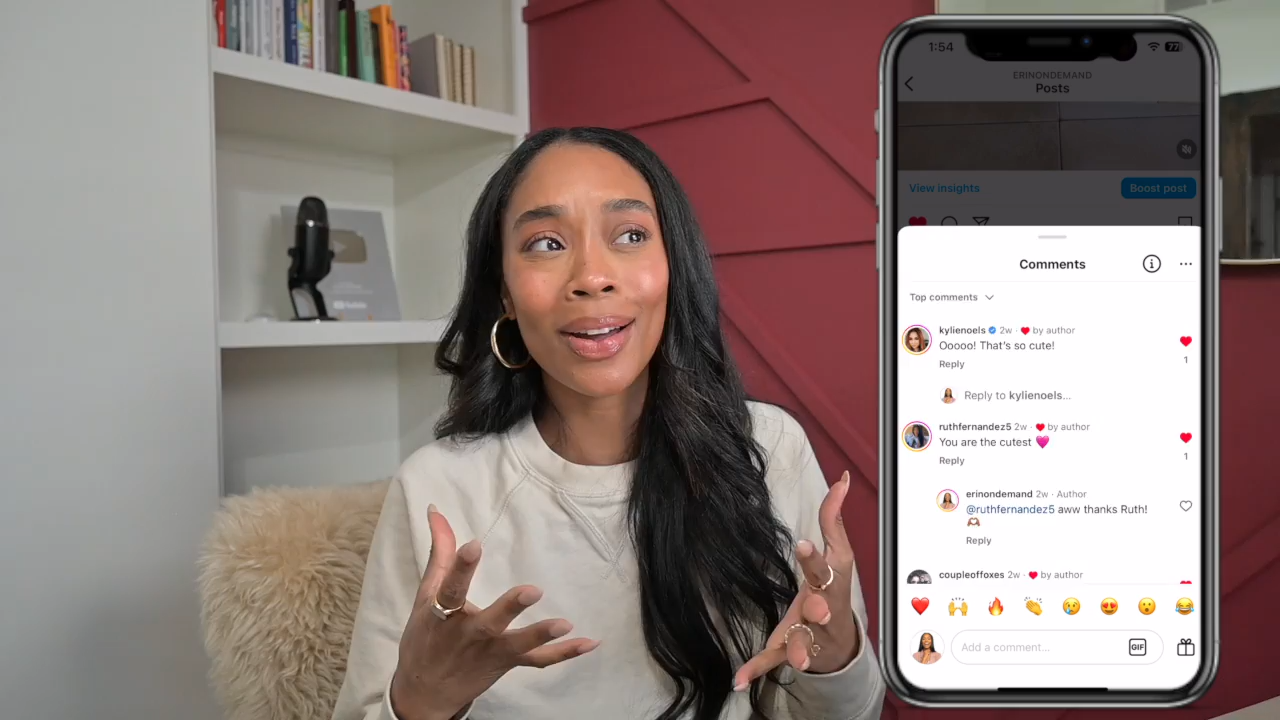 1:54
77
ERINONDEMAND
Posts
View insights
Boost post
Comments
Top comments
kylienoels 2w · ❤️ by author
Ooooo! That's so cute!
1
Reply
Reply to kylienoels...
ruthfernandez5 2w · ❤️ by author
You are the cutest 💗
1
Reply
erinondemand 2w · Author
@ruthfernandez5 aww thanks Ruth!
🫶🏾
Reply
coupleoffoxes 2w · ❤️ by author
❤️ 🙌 🔥 👏 😢 😍 😮 😂
Add a comment...
GIF